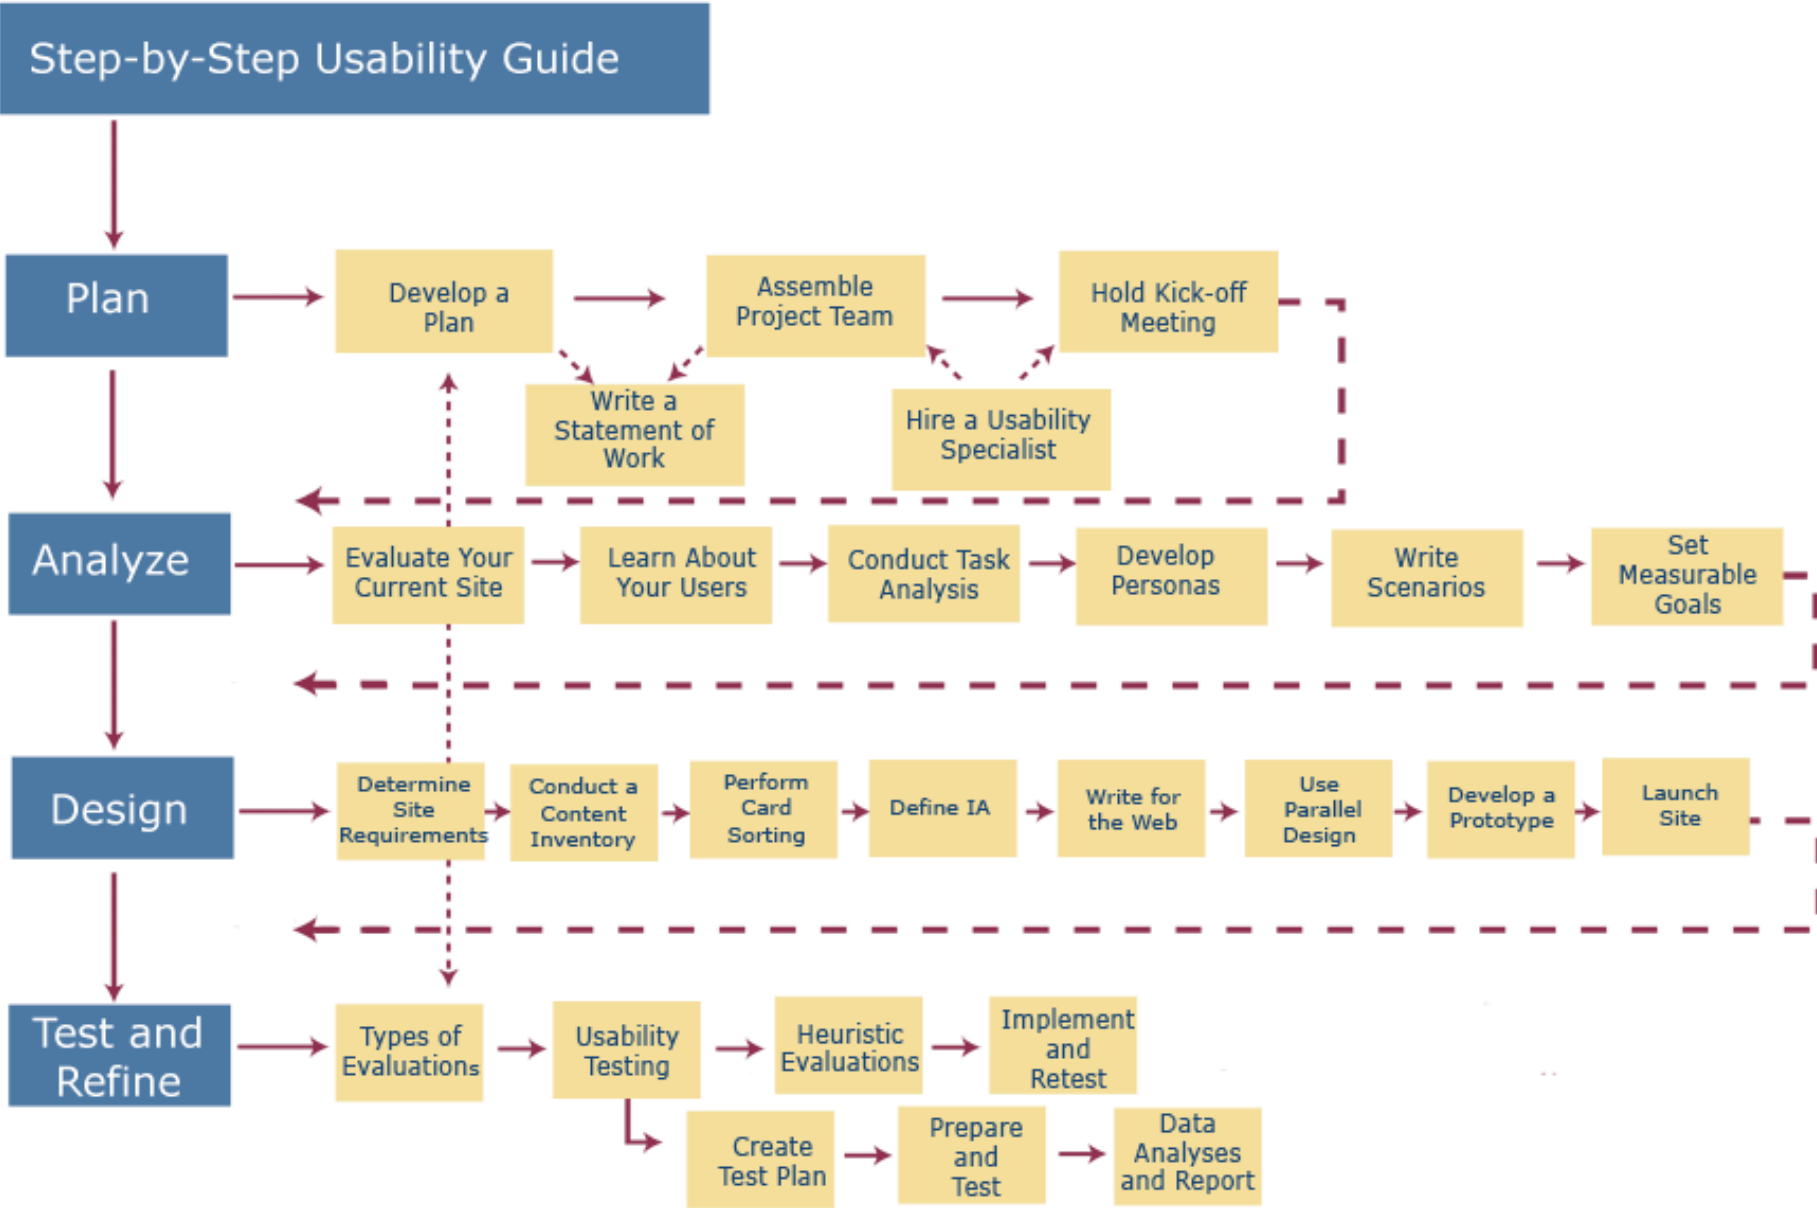 Step-by-Step Usability Guide
Plan
Develop a
Plan
Assemble
Project Team
Hold Kick-off
Meeting
Write a
Statement of
Work
Hire a Usability
Specialist
Analyze
Evaluate Your
Current Site
Learn About
Your Users
Conduct Task
Analysis
Develop
Personas
Write
Scenarios
Set
Measurable
Goals
Design
Determine
Site
Requirements
Conduct a
Content
Inventory
Perform
Card
Sorting
Define IA
Write for
the Web
Use
Parallel
Design
Develop a
Prototype
Launch
Site
Test and
Refine
Types of
Evaluations
Usability
Testing
Heuristic
Evaluations
Implement
and
Retest
Create
Test Plan
Prepare
and
Test
Data
Analyses
and Report